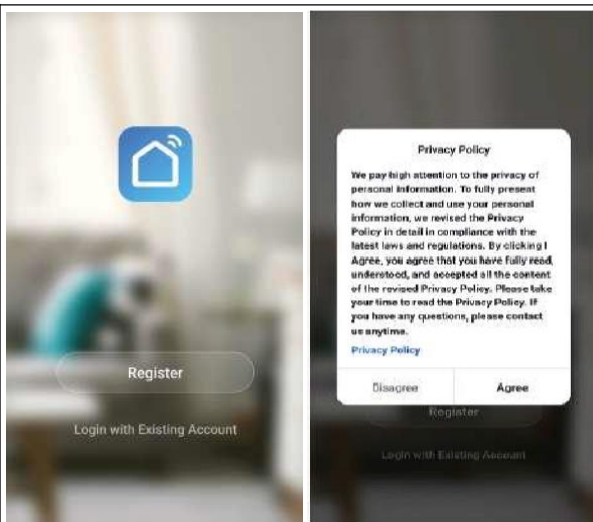 Register
Login with Existing Account
Privacy Policy
We pay high attention to the privacy of
personal information. To fully present
how we collect and use your personal
information, we revised the Privacy
Policy in detail in compliance with the
latest laws and regulations. By clicking I
Agree, you agree that you have fully read,
understood, and accepted all the content
of the revised Privacy Policy. Please take
your time to read the Privacy Policy. If
you have any questions, please contact
us anytime.
Privacy Policy
Disagree
Agree
Register
Login with Existing Account